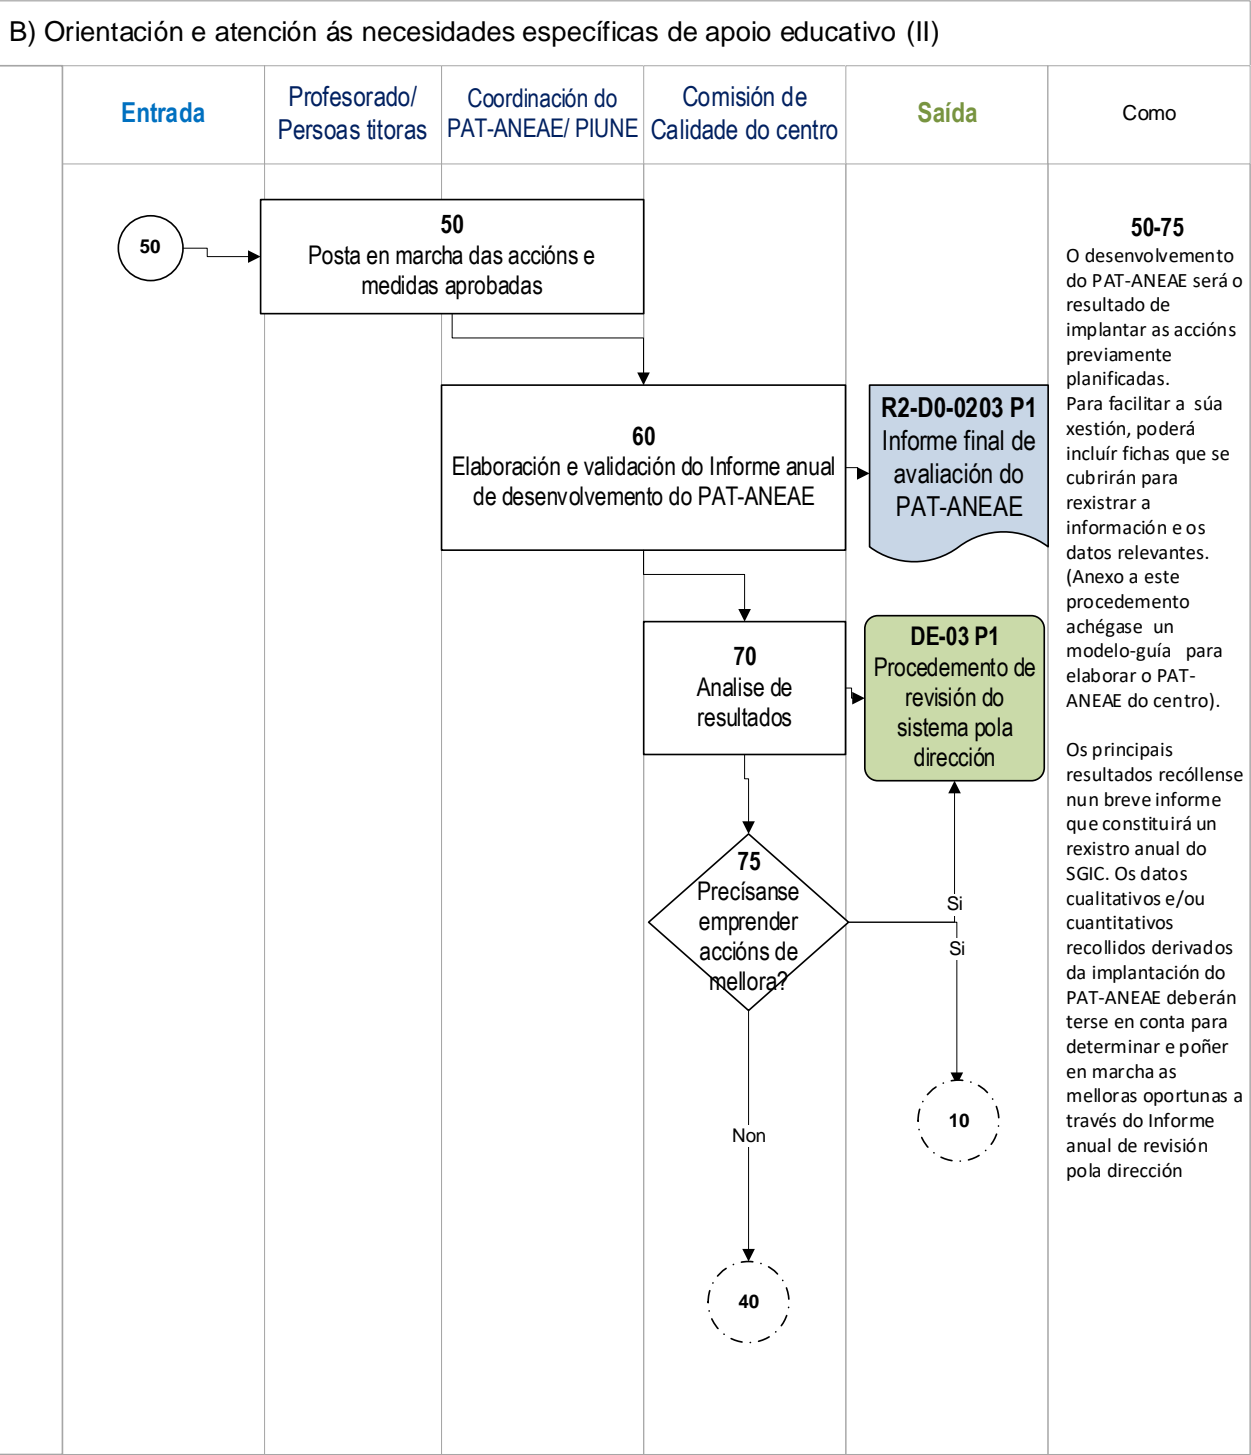 B) Orientación e atención ás necesidades específicas de apoio educativo (II)
Entrada
Profesorado/
Persoas titoras
Coordinación do
PAT-ANEAE/ PIUNE
Comisión de
Calidade do centro
Saída
Como
50
50
Posta en marcha das accións e
medidas aprobadas
60
Elaboración e validación do Informe anual
de desenvolvemento do PAT-ANEAE
R2-D0-0203 P1
Informe final de
avaliación do
PAT-ANEAE
70
Analise de
resultados
DE-03 P1
Procedemento de
revisión do
sistema pola
dirección
75
Precísanse
emprender
accións de
mellora?
Si
Si
10
Non
40
50-75
O desenvolvemento
do PAT-ANEAE será o
resultado de
implantar as accións
previamente
planificadas.
Para facilitar a súa
xestión, poderá
incluír fichas que se
cubrirán para
rexistrar a
información e os
datos relevantes.
(Anexo a este
procedemento
achégase un
modelo-guía para
elaborar o PAT-
ANEAE do centro).
Os principais
resultados recóllense
nun breve informe
que constituirá un
rexistro anual do
SGIC. Os datos
cualitativos e/ou
cuantitativos
recollidos derivados
da implantación do
PAT-ANEAE deberán
terse en conta para
determinar e poñer
en marcha as
melloras oportunas a
través do Informe
anual de revisión
pola dirección